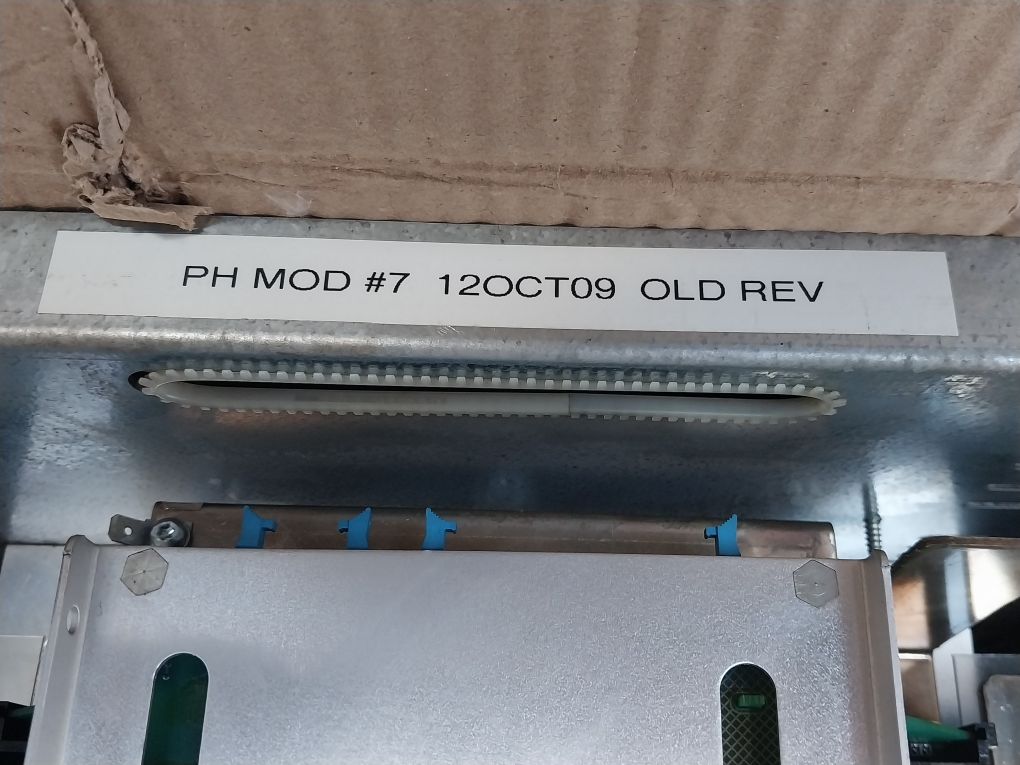 PH MOD #7 12OCT09 OLD REV